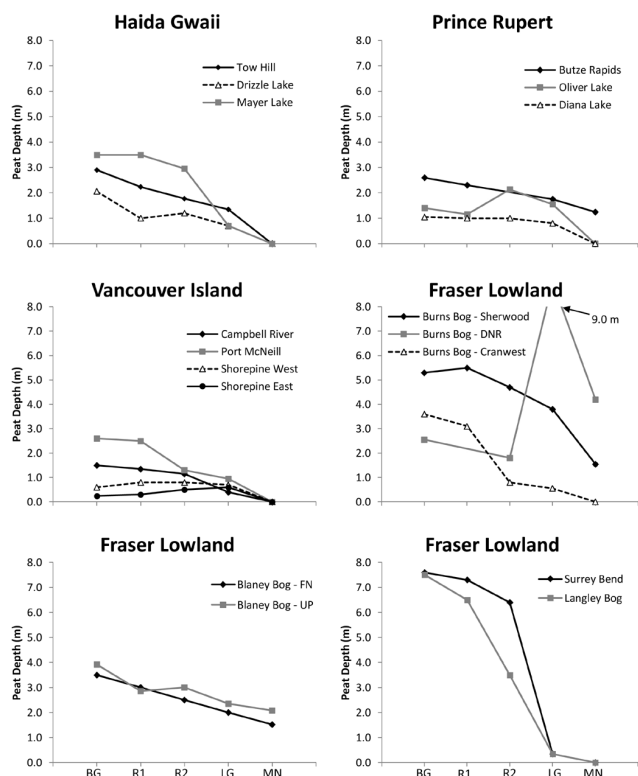 Haida Gwaii
Peat Depth (m)
8.0
7.0
6.0
5.0
4.0
3.0
2.0
1.0
0.0
Tow Hill
Drizzle Lake
Mayer Lake
Prince Rupert
Peat Depth (m)
8.0
7.0
6.0
5.0
4.0
3.0
2.0
1.0
0.0
Butze Rapids
Oliver Lake
Diana Lake
Vancouver Island
Peat Depth (m)
8.0
7.0
6.0
5.0
4.0
3.0
2.0
1.0
0.0
Campbell River
Port McNeill
Shorepine West
Shorepine East
Fraser Lowland
Peat Depth (m)
8.0
7.0
6.0
5.0
4.0
3.0
2.0
1.0
0.0
Burns Bog - Sherwood
Burns Bog - DNR
Burns Bog - Cranwest
9.0 m
Fraser Lowland
Peat Depth (m)
8.0
7.0
6.0
5.0
4.0
3.0
2.0
1.0
0.0
Blaney Bog - FN
Blaney Bog - UP
BG R1 R2 LG MN
Fraser Lowland
Peat Depth (m)
8.0
7.0
6.0
5.0
4.0
3.0
2.0
1.0
0.0
Surrey Bend
Langley Bog
BG R1 R2 LG MN